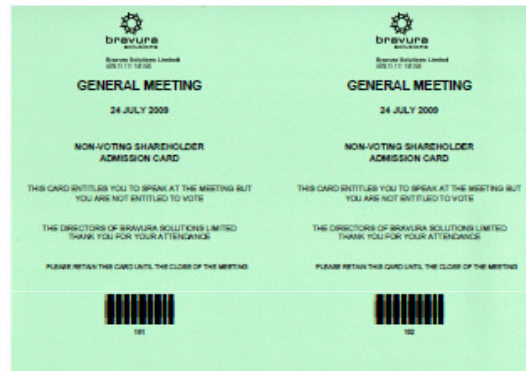 bravura
solutions
Bravura Solutions Limited
GENERAL MEETING
24 JULY 2009
NON-VOTING SHAREHOLDER
ADMISSION CARD
THIS CARD ENTITLES YOU TO SPEAK AT THE MEETING BUT
YOU ARE NOT ENTITLED TO VOTE
THE DIRECTORS OF BRAVURA SOLUTIONS LIMITED
THANK YOU FOR YOUR ATTENDANCE
PLEASE RETAIN THIS CARD UNTIL THE CLOSE OF THE MEETING
101
bravura
solutions
Bravura Solutions Limited
GENERAL MEETING
24 JULY 2009
NON-VOTING SHAREHOLDER
ADMISSION CARD
THIS CARD ENTITLES YOU TO SPEAK AT THE MEETING BUT
YOU ARE NOT ENTITLED TO VOTE
THE DIRECTORS OF BRAVURA SOLUTIONS LIMITED
THANK YOU FOR YOUR ATTENDANCE
PLEASE RETAIN THIS CARD UNTIL THE CLOSE OF THE MEETING
102